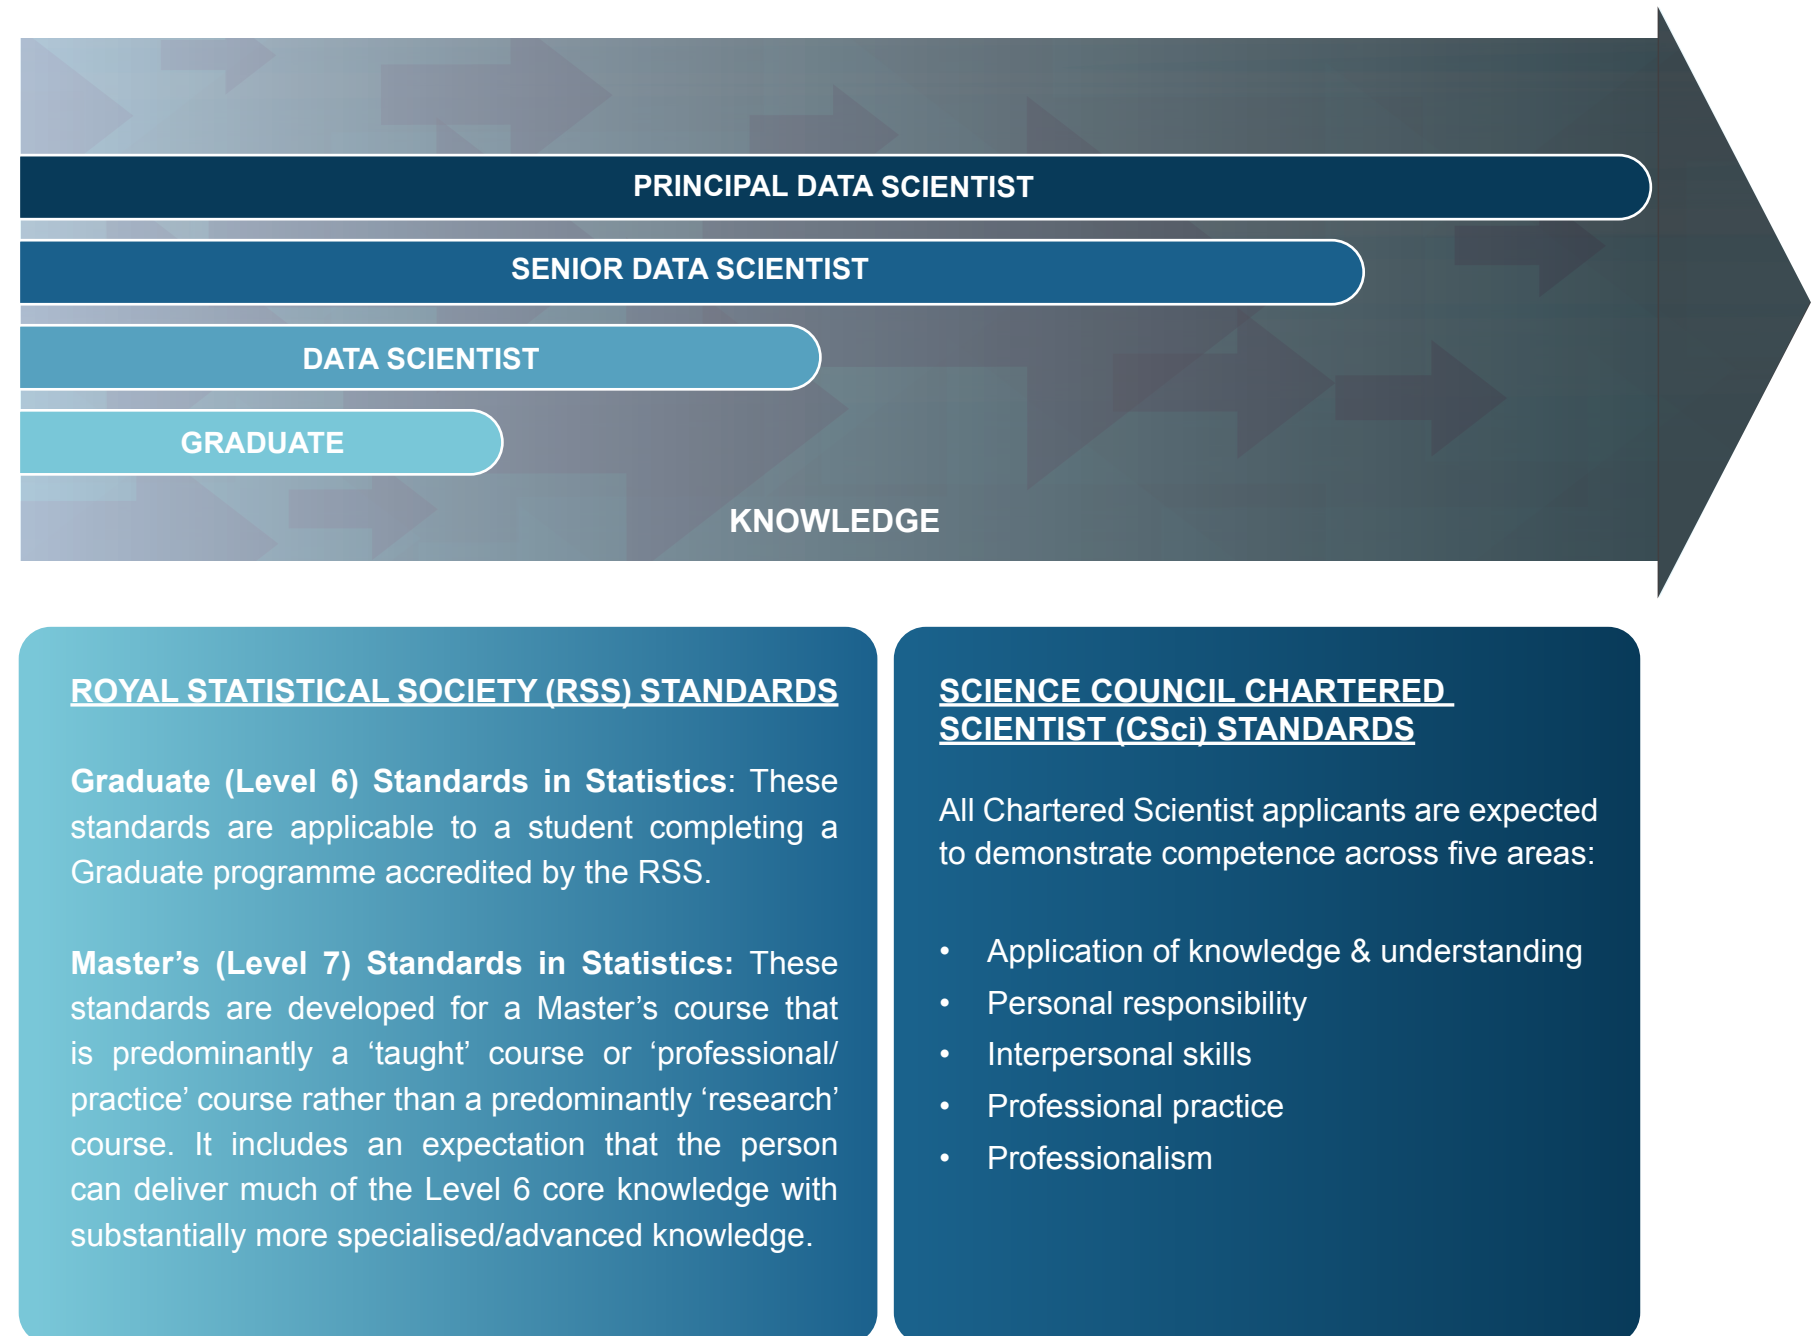 PRINCIPAL DATA SCIENTIST
SENIOR DATA SCIENTIST
DATA SCIENTIST
GRADUATE
KNOWLEDGE
ROYAL STATISTICAL SOCIETY (RSS) STANDARDS
Graduate (Level 6) Standards in Statistics: These
standards are applicable to a student completing a
Graduate programme accredited by the RSS.
Master’s (Level 7) Standards in Statistics: These
standards are developed for a Master’s course that
is predominantly a ‘taught’ course or ‘professional/
practice’ course rather than a predominantly ‘research’
course. It includes an expectation that the person
can deliver much of the Level 6 core knowledge with
substantially more specialised/advanced knowledge.
SCIENCE COUNCIL CHARTERED
SCIENTIST (CSci) STANDARDS
All Chartered Scientist applicants are expected
to demonstrate competence across five areas:
• Application of knowledge & understanding
• Personal responsibility
• Interpersonal skills
• Professional practice
• Professionalism